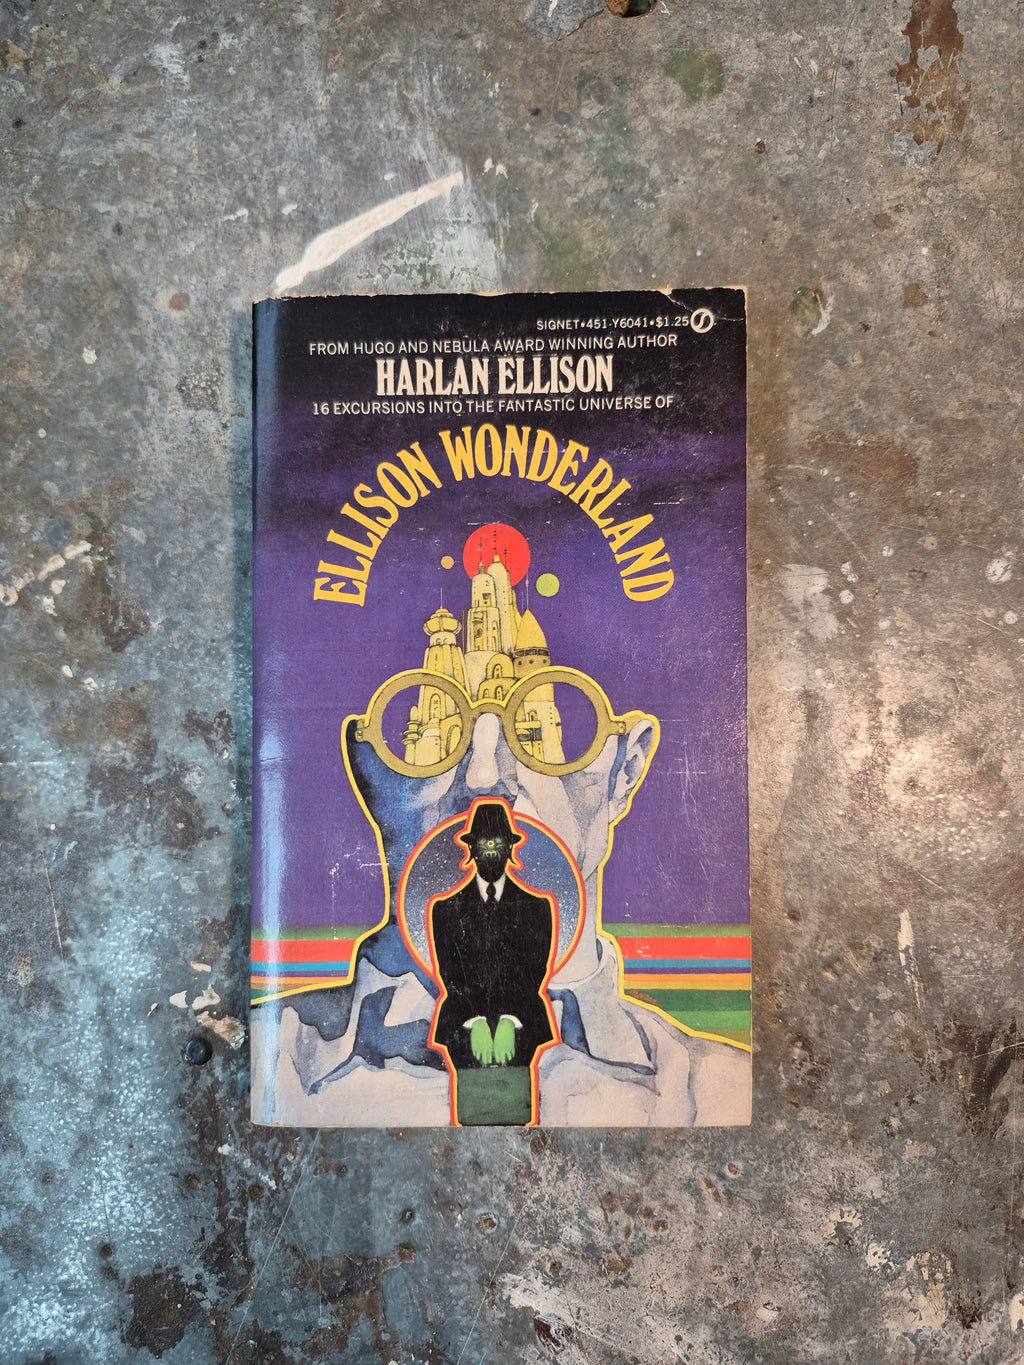 SIGNET•451-Y6041•$1.25
FROM HUGO AND NEBULA AWARD WINNING AUTHOR
HARLAN ELLISON
16 EXCURSIONS INTO THE FANTASTIC UNIVERSE OF
ELLISON WONDERLAND